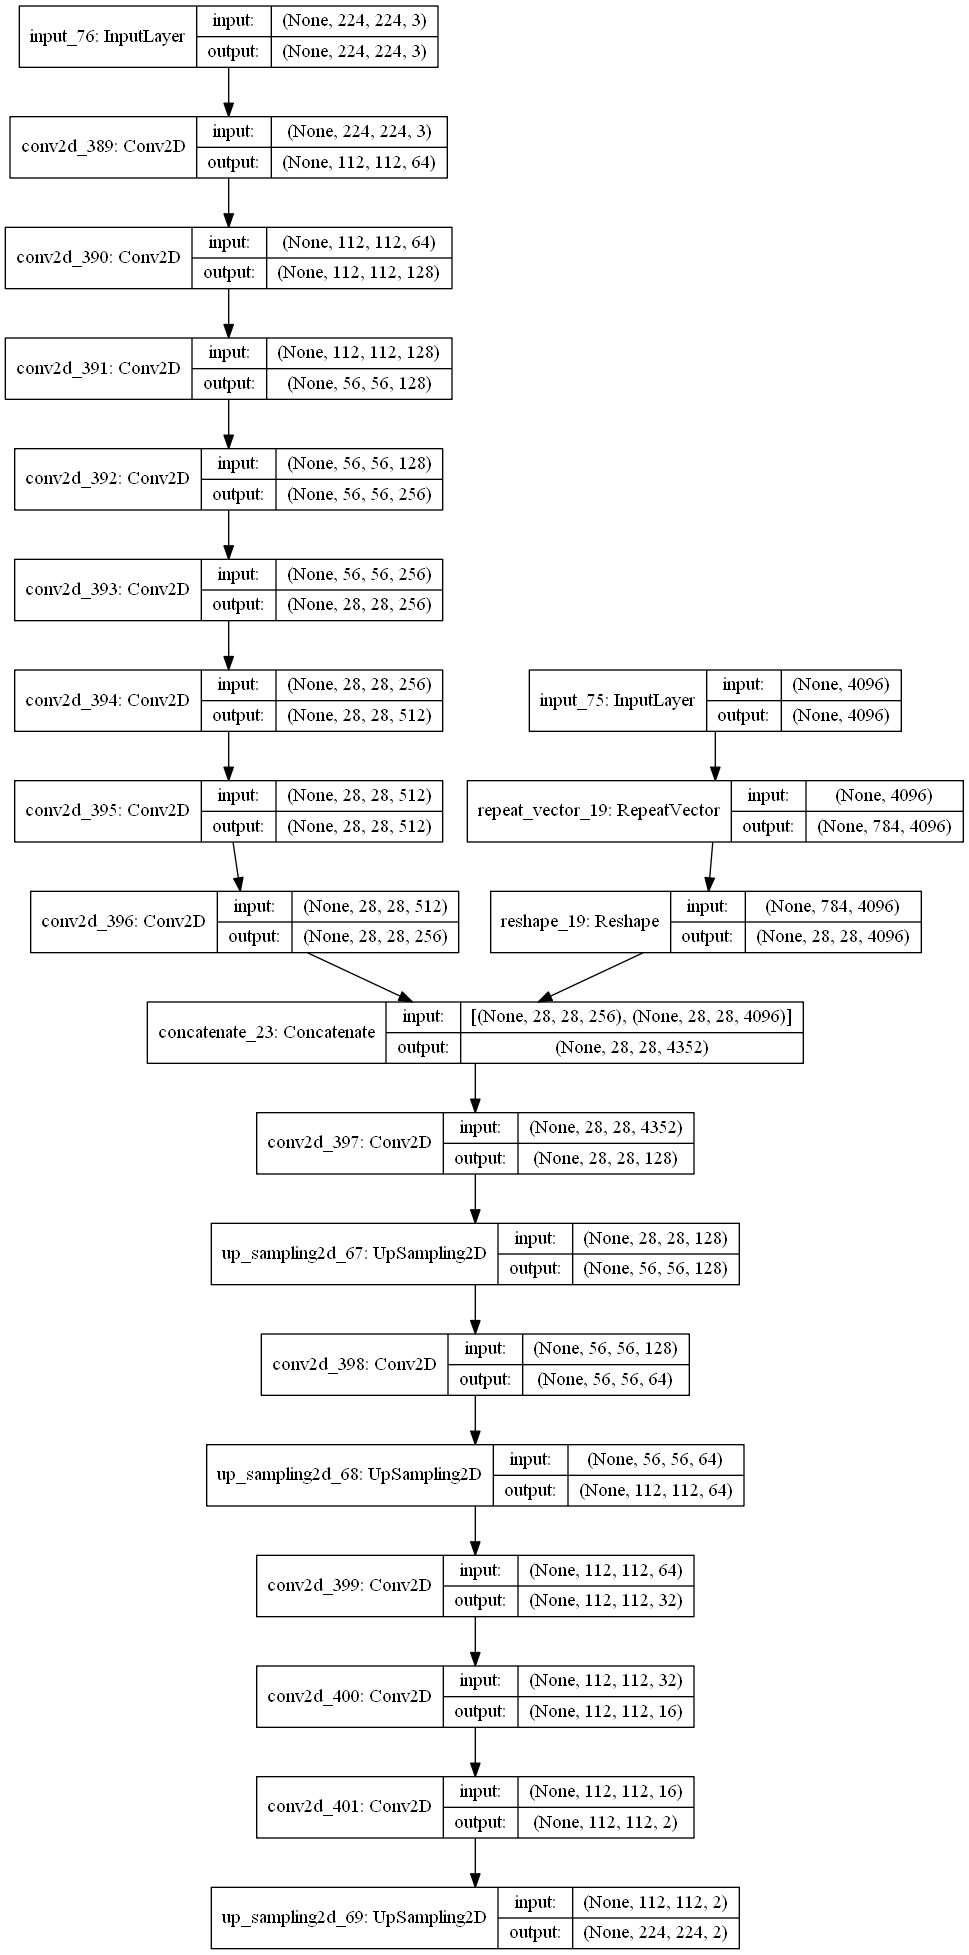 input_76: InputLayer
input: (None, 224, 224, 3)
output: (None, 224, 224, 3)
conv2d_389: Conv2D
input: (None, 224, 224, 3)
output: (None, 112, 112, 64)
conv2d_390: Conv2D
input: (None, 112, 112, 64)
output: (None, 112, 112, 128)
conv2d_391: Conv2D
input: (None, 112, 112, 128)
output: (None, 56, 56, 128)
conv2d_392: Conv2D
input: (None, 56, 56, 128)
output: (None, 56, 56, 256)
conv2d_393: Conv2D
input: (None, 56, 56, 256)
output: (None, 28, 28, 256)
conv2d_394: Conv2D
input: (None, 28, 28, 256)
output: (None, 28, 28, 512)
input_75: InputLayer
input: (None, 4096)
output: (None, 4096)
conv2d_395: Conv2D
input: (None, 28, 28, 512)
output: (None, 28, 28, 512)
repeat_vector_19: RepeatVector
input: (None, 4096)
output: (None, 784, 4096)
conv2d_396: Conv2D
input: (None, 28, 28, 512)
output: (None, 28, 28, 256)
reshape_19: Reshape
input: (None, 784, 4096)
output: (None, 28, 28, 4096)
concatenate_23: Concatenate
input: [(None, 28, 28, 256), (None, 28, 28, 4096)]
output: (None, 28, 28, 4352)
conv2d_397: Conv2D
input: (None, 28, 28, 4352)
output: (None, 28, 28, 128)
up_sampling2d_67: UpSampling2D
input: (None, 28, 28, 128)
output: (None, 56, 56, 128)
conv2d_398: Conv2D
input: (None, 56, 56, 128)
output: (None, 56, 56, 64)
up_sampling2d_68: UpSampling2D
input: (None, 56, 56, 64)
output: (None, 112, 112, 64)
conv2d_399: Conv2D
input: (None, 112, 112, 64)
output: (None, 112, 112, 32)
conv2d_400: Conv2D
input: (None, 112, 112, 32)
output: (None, 112, 112, 16)
conv2d_401: Conv2D
input: (None, 112, 112, 16)
output: (None, 112, 112, 2)
up_sampling2d_69: UpSampling2D
input: (None, 112, 112, 2)
output: (None, 224, 224, 2)